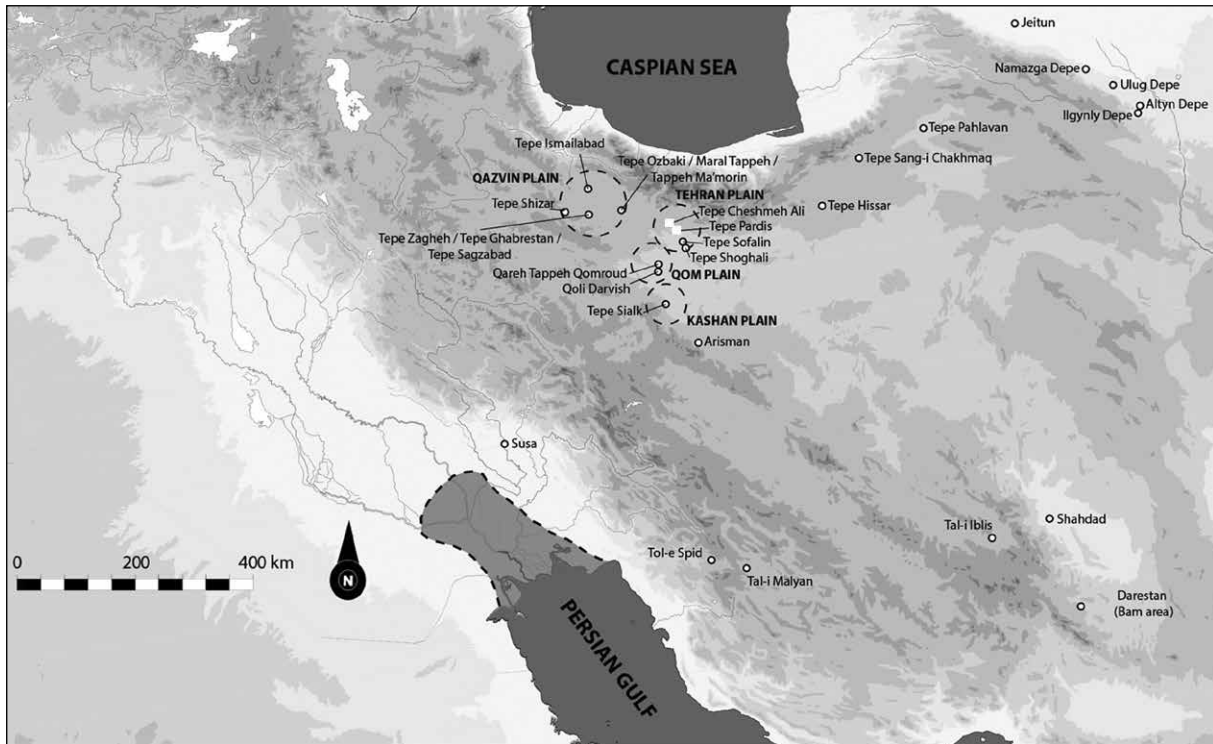 CASPIAN SEA
Jeitun
Namazga Depe
Ulug Depe
Altyn Depe
Ilgynly Depe
Tepe Pahlavan
Tepe Sang-i Chakhmaq
Tepe Hissar
Tepe Ismailabad
Tepe Ozbaki / Maral Tappeh /
Tappeh Ma'morin
QAZVIN PLAIN
TEHRAN PLAIN
Tepe Shizar
Tepe Cheshmeh Ali
Tepe Pardis
Tepe Zagheh / Tepe Ghabrestan /
Tepe Sagzabad
Tepe Sofalin
Tepe Shoghali
Qareh Tappeh Qomroud
QOM PLAIN
Qoli Darvish
Tepe Sialk
KASHAN PLAIN
Arisman
Susa
Shahdad
Tal-i Iblis
Tol-e Spid
Tal-i Malyan
Darestan
(Bam area)
0 200 400 km
N
PERSIAN GULF